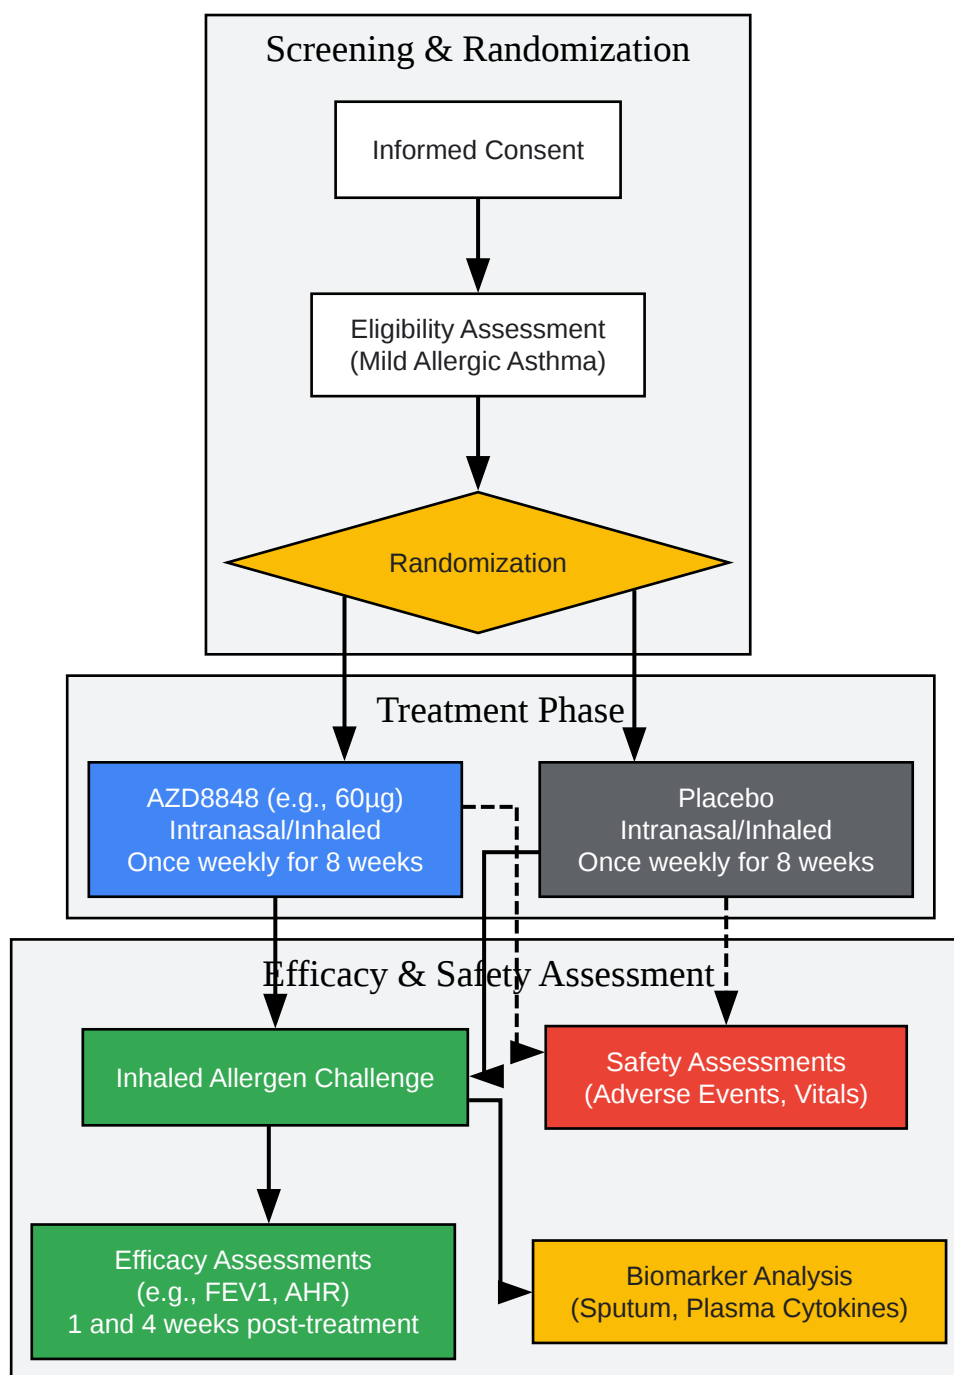 Screening & Randomization
Informed Consent
Eligibility Assessment
(Mild Allergic Asthma)
Randomization
Treatment Phase
AZD8848 (e.g., 60µg)
Intranasal/Inhaled
Once weekly for 8 weeks
Placebo
Intranasal/Inhaled
Once weekly for 8 weeks
Efficacy & Safety Assessment
Inhaled Allergen Challenge
Safety Assessments
(Adverse Events, Vitals)
Efficacy Assessments
(e.g., FEV1, AHR)
1 and 4 weeks post-treatment
Biomarker Analysis
(Sputum, Plasma Cytokines)